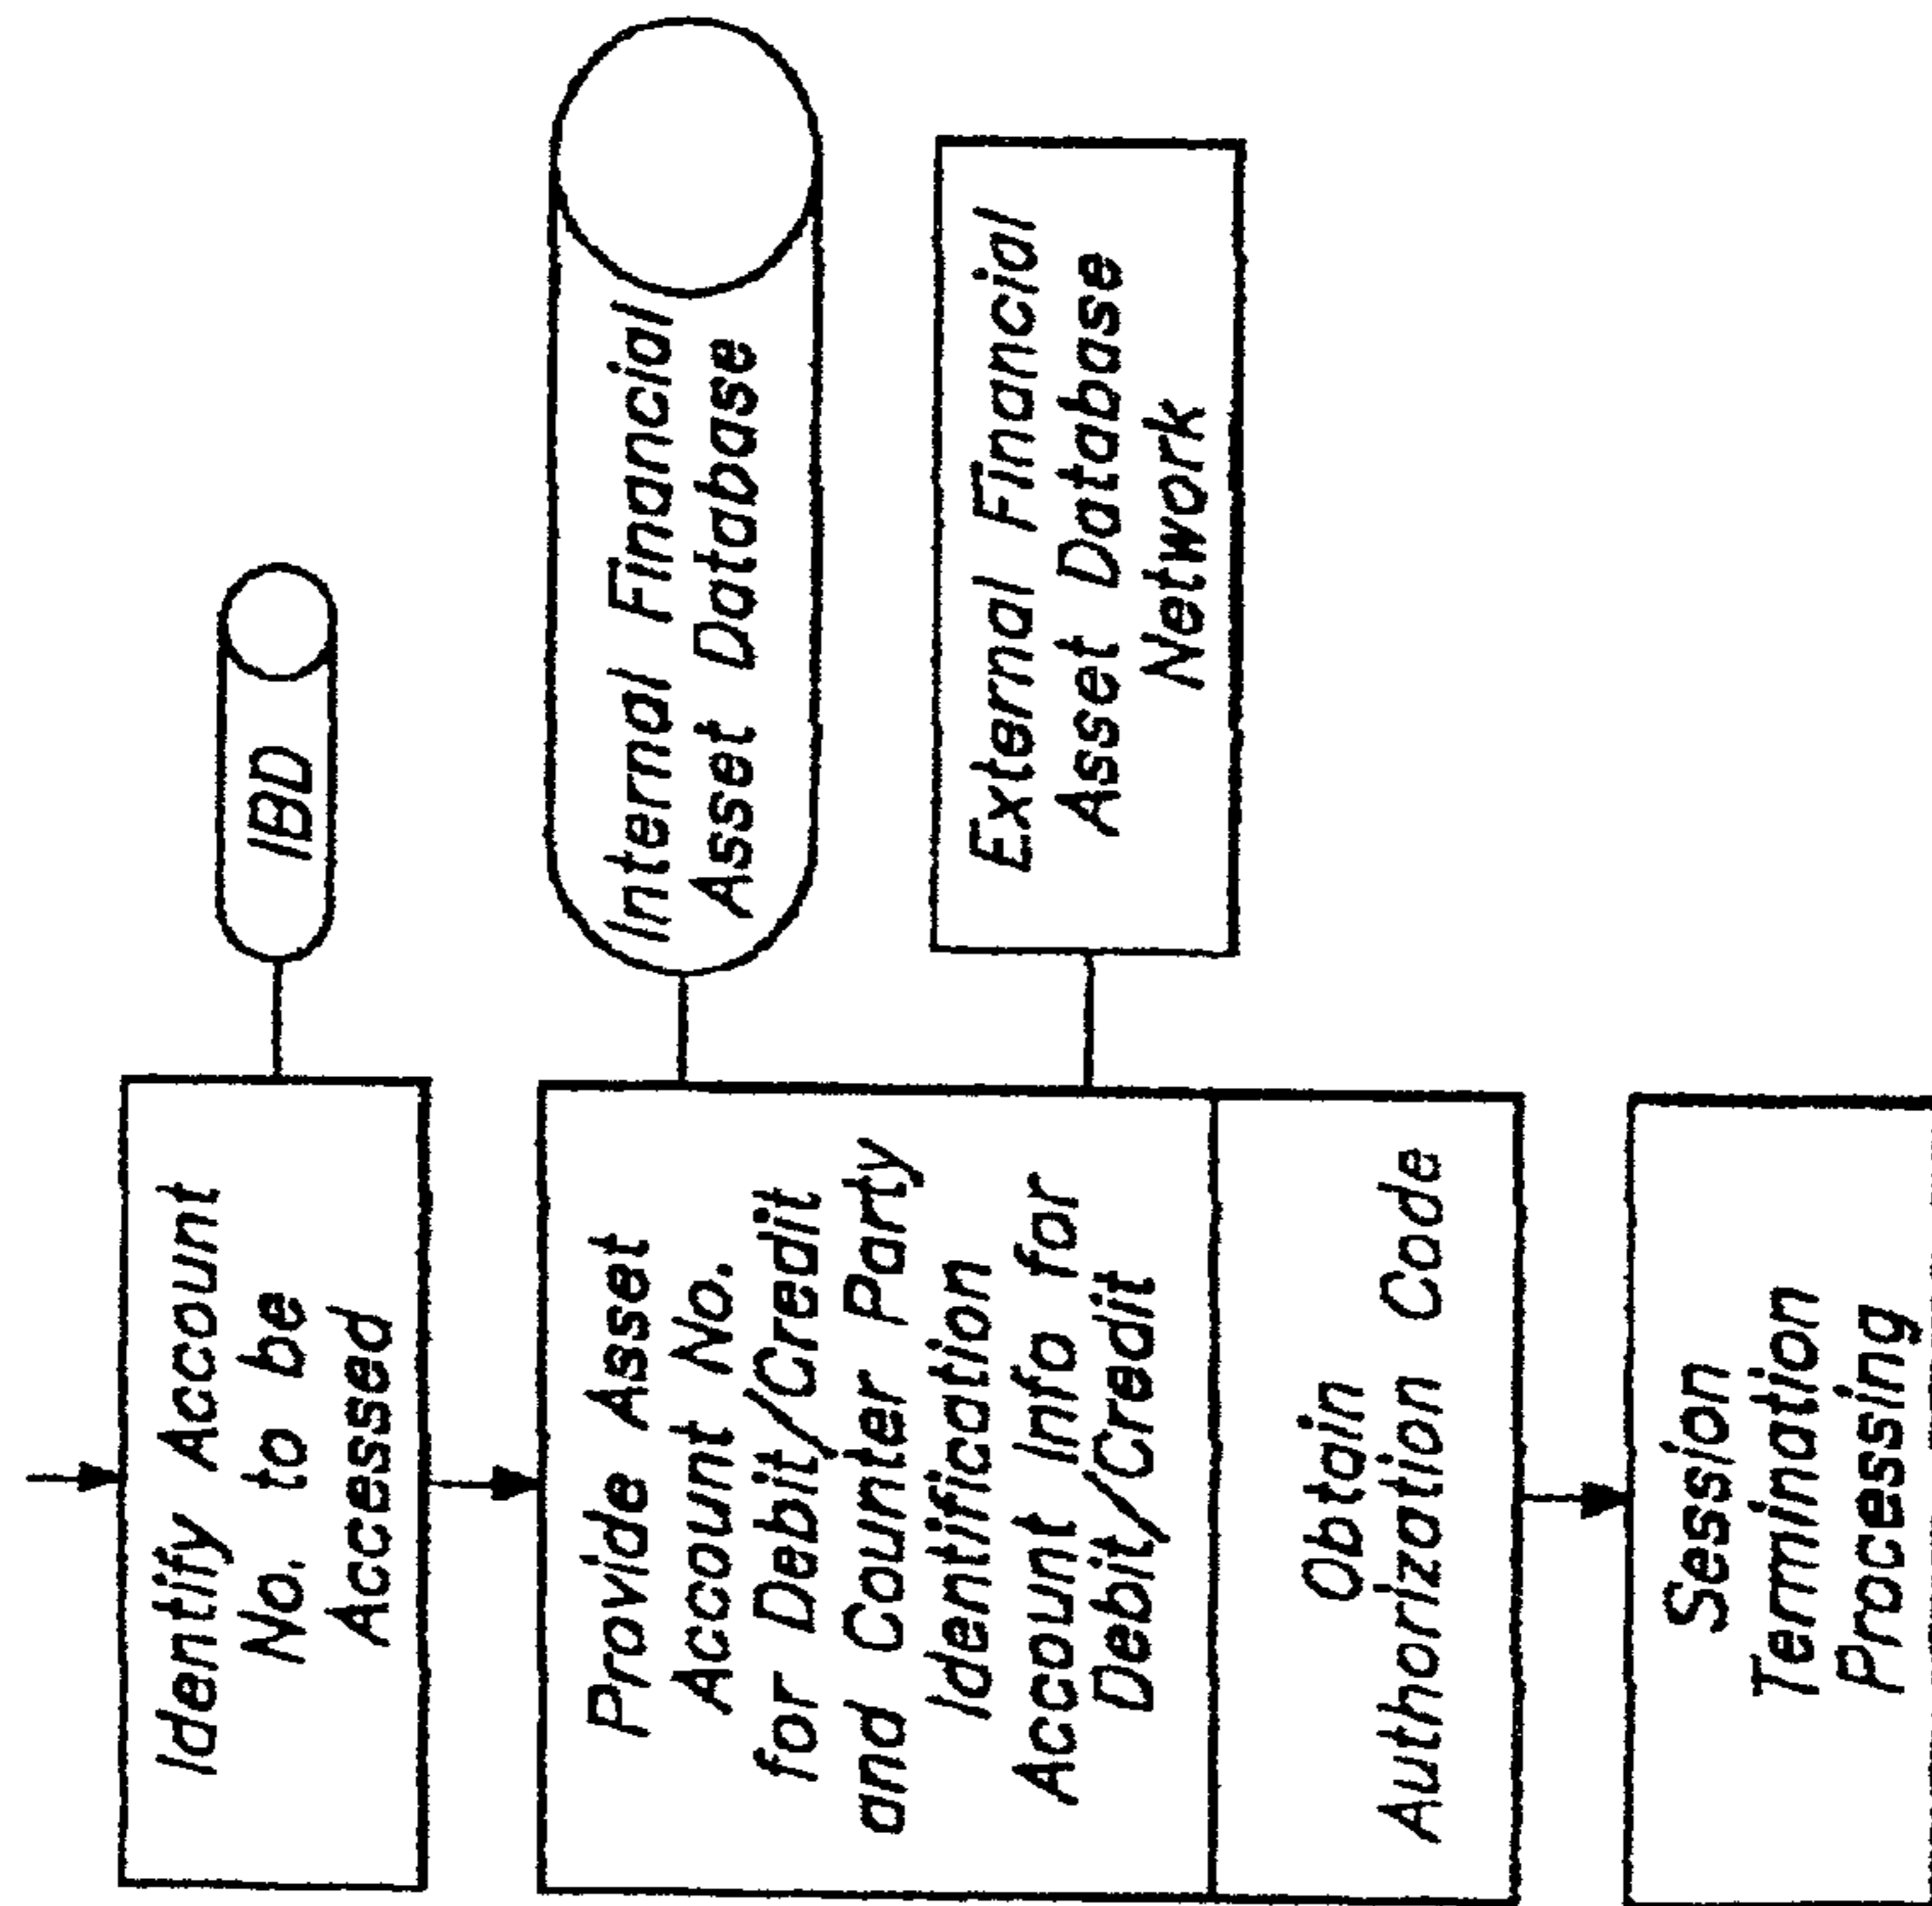 Identify Account
No. to be
Accessed
IBD
Provide Asset
Account No.
for Debit/Credit
and Counter Party
Identification
Account Info for
Debit/Credit
Internal Financial
Asset Database
External Financial
Asset Database
Network
Obtain
Authorization Code
Session
Termination
Processing